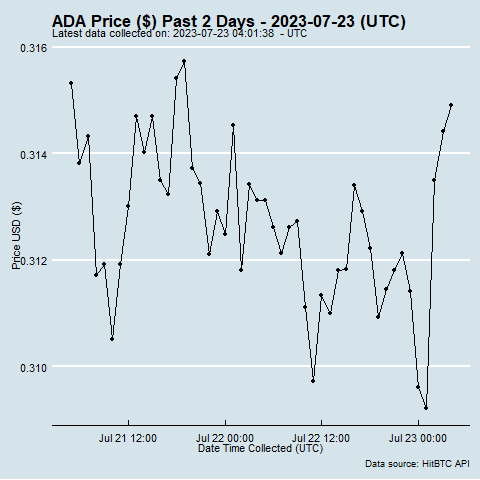 ADA Price ($) Past 2 Days - 2023-07-23 (UTC)
Latest data collected on: 2023-07-23 04:01:38  - UTC
0.316
0.314
0.312
0.310
Price USD ($)
Jul 21 12:00 Jul 22 00:00 Jul 22 12:00 Jul 23 00:00
Date Time Collected (UTC)
Data source: HitBTC API